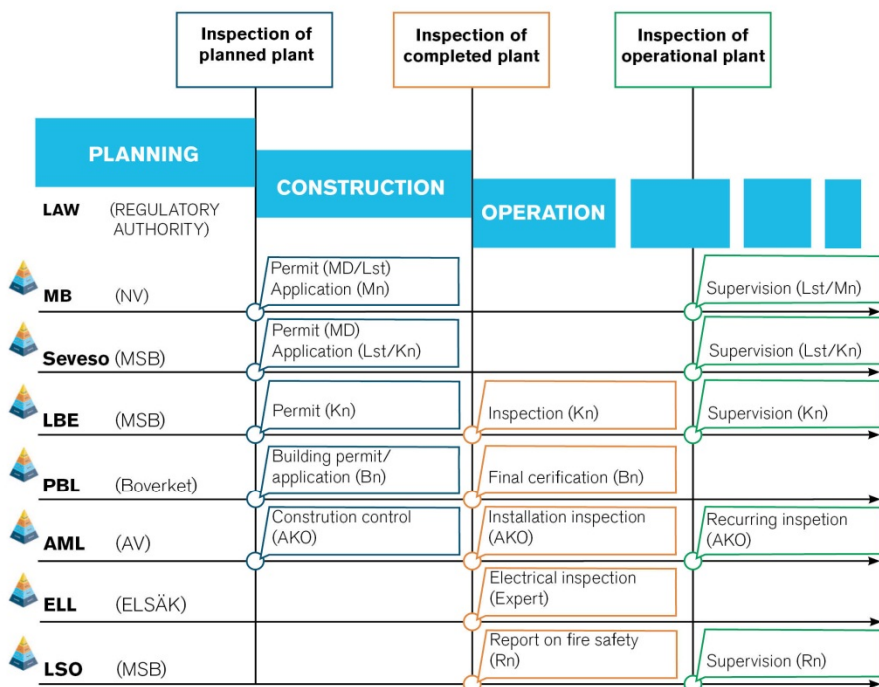 Inspection of
planned plant
Inspection of
completed plant
Inspection of
operational plant
PLANNING
CONSTRUCTION
OPERATION
LAW (REGULATORY
AUTHORITY)
MB (NV)
Permit (MD/Lst)
Application (Mn)
Supervision (Lst/Mn)
Seveso (MSB)
Permit (MD)
Application (Lst/Kn)
Supervision (Lst/Kn)
LBE (MSB)
Permit (Kn)
Inspection (Kn)
Supervision (Kn)
PBL (Boverket)
Building permit/
application (Bn)
Final cerification (Bn)
AML (AV)
Constrution control
(AKO)
Installation inspection
(AKO)
Recurring inspetion
(AKO)
ELL (ELSÄK)
Electrical inspection
(Expert)
LSO (MSB)
Report on fire safety
(Rn)
Supervision (Rn)